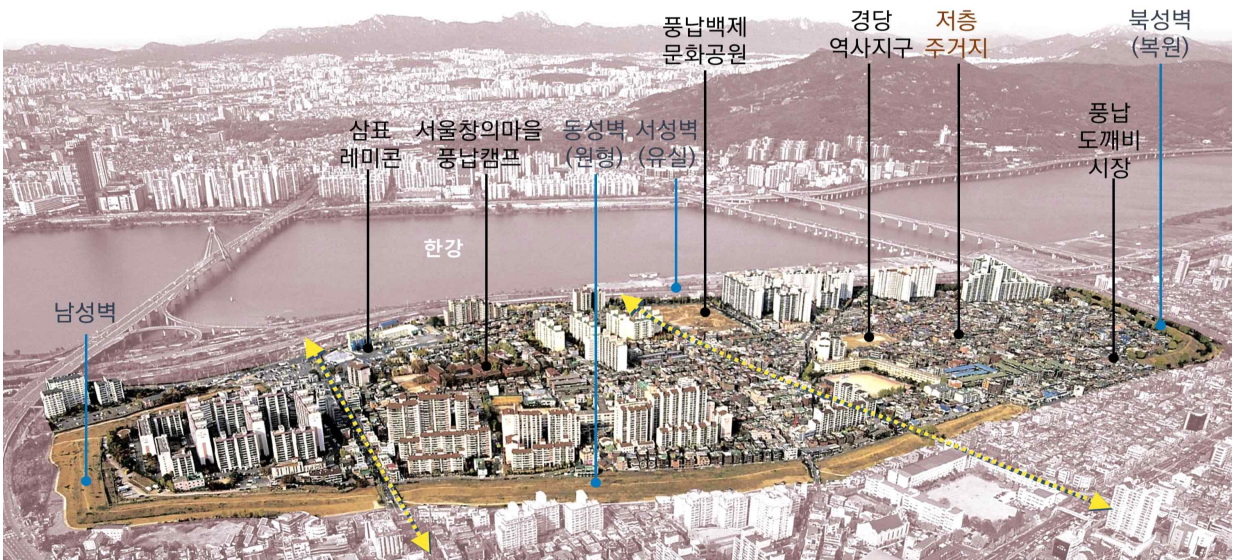 풍납백제
문화공원
경당
역사지구
저층
주거지
북성벽
(복원)
삼표
레미콘
서울창의마을
풍납캠프
동성벽
(원형)
서성벽
(유실)
풍납
도깨비
시장
한강
남성벽